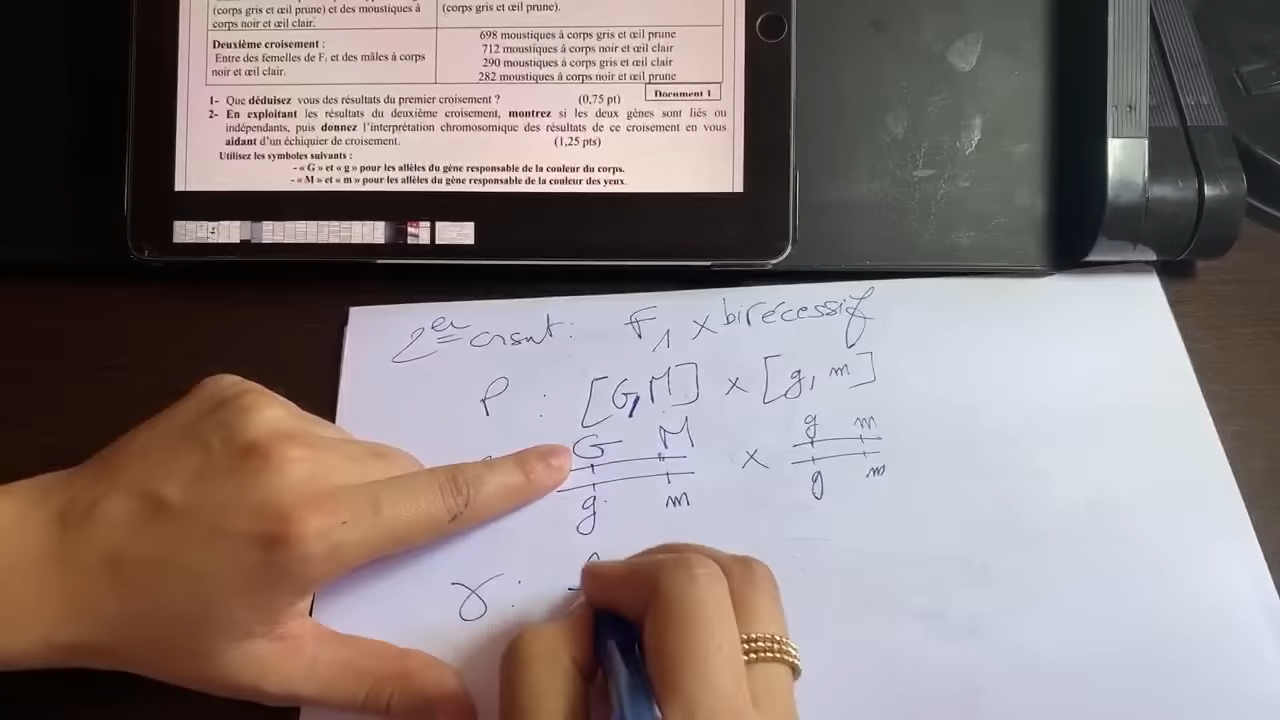 (corps gris et œil prune) et des moustiques à
corps noir et œil clair.
(corps gris et œil prune).
Deuxième croisement :
Entre des femelles de F₁ et des mâles à corps
noir et œil clair.
698 moustiques à corps gris et œil prune
712 moustiques à corps noir et œil clair
290 moustiques à corps gris et œil clair
282 moustiques à corps noir et œil prune
Document 1
1- Que déduisez vous des résultats du premier croisement ? (0,75 pt)
2- En exploitant les résultats du deuxième croisement, montrez si les deux gènes sont liés ou
indépendants, puis donnez l'interprétation chromosomique des résultats de ce croisement en vous
aidant d'un échiquier de croisement. (1,25 pts)
Utilisez les symboles suivants :
- « G » et « g » pour les allèles du gène responsable de la couleur du corps.
- « M » et « m » pour les allèles du gène responsable de la couleur des yeux.
F₁ × birécessif
P : [G, M] × [g, m]
G M × g m
g m g m
γ :